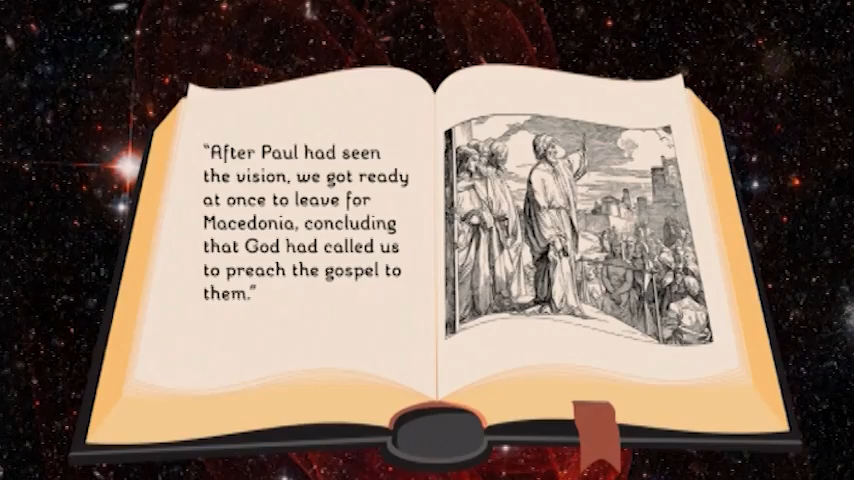 “After Paul had seen
the vision, we got ready
at once to leave for
Macedonia, concluding
that God had called us
to preach the gospel to
them.”